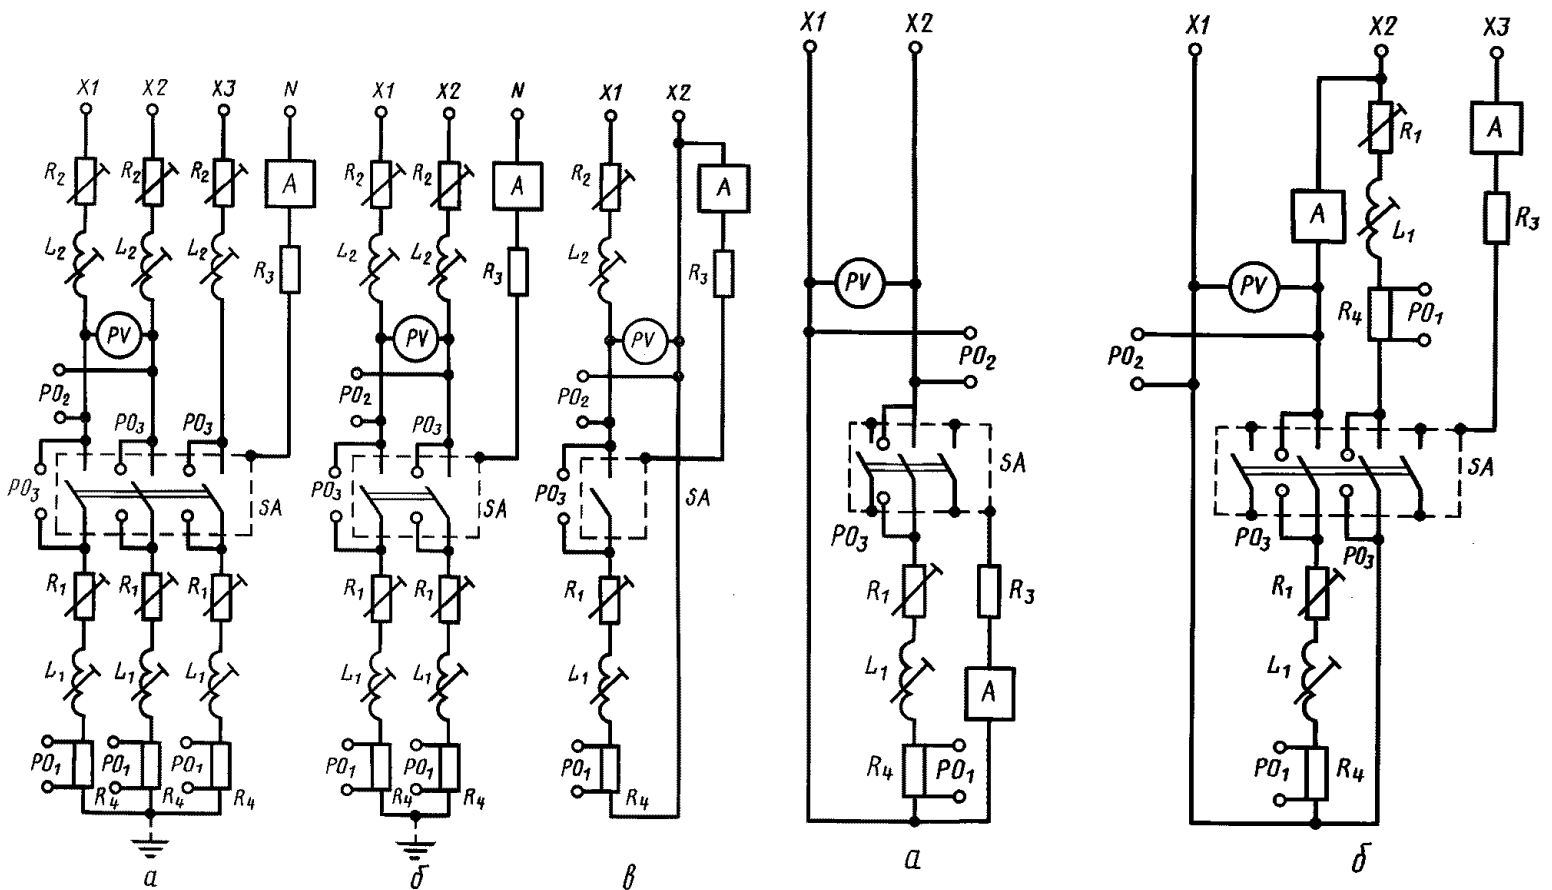 X1 X2 X3 N X1 X2 N X1 X2 X1 X2 X1 X2 X3
R2 R2 R2 A R2 R2 A R2 A R1 A
L2 L2 L2 R3 L2 L2 R3 L2 R3 A L1 R3
PV PV PV PV PV R4 PO1
PO2 PO3 PO3 PO2 PO3 PO2 PO2 PO2
PO3 SA PO3 SA PO3 SA SA SA
PO3 PO3 PO3
R1 R1 R1 R1 R1 R1 R1 R3 R1
L1 L1 L1 L1 L1 L1 L1 A L1
PO1 PO1 PO1 PO1 PO1 PO1 R4 PO1 PO1 R4
R4 R4 R4 R4 R4 R4
а б в а б